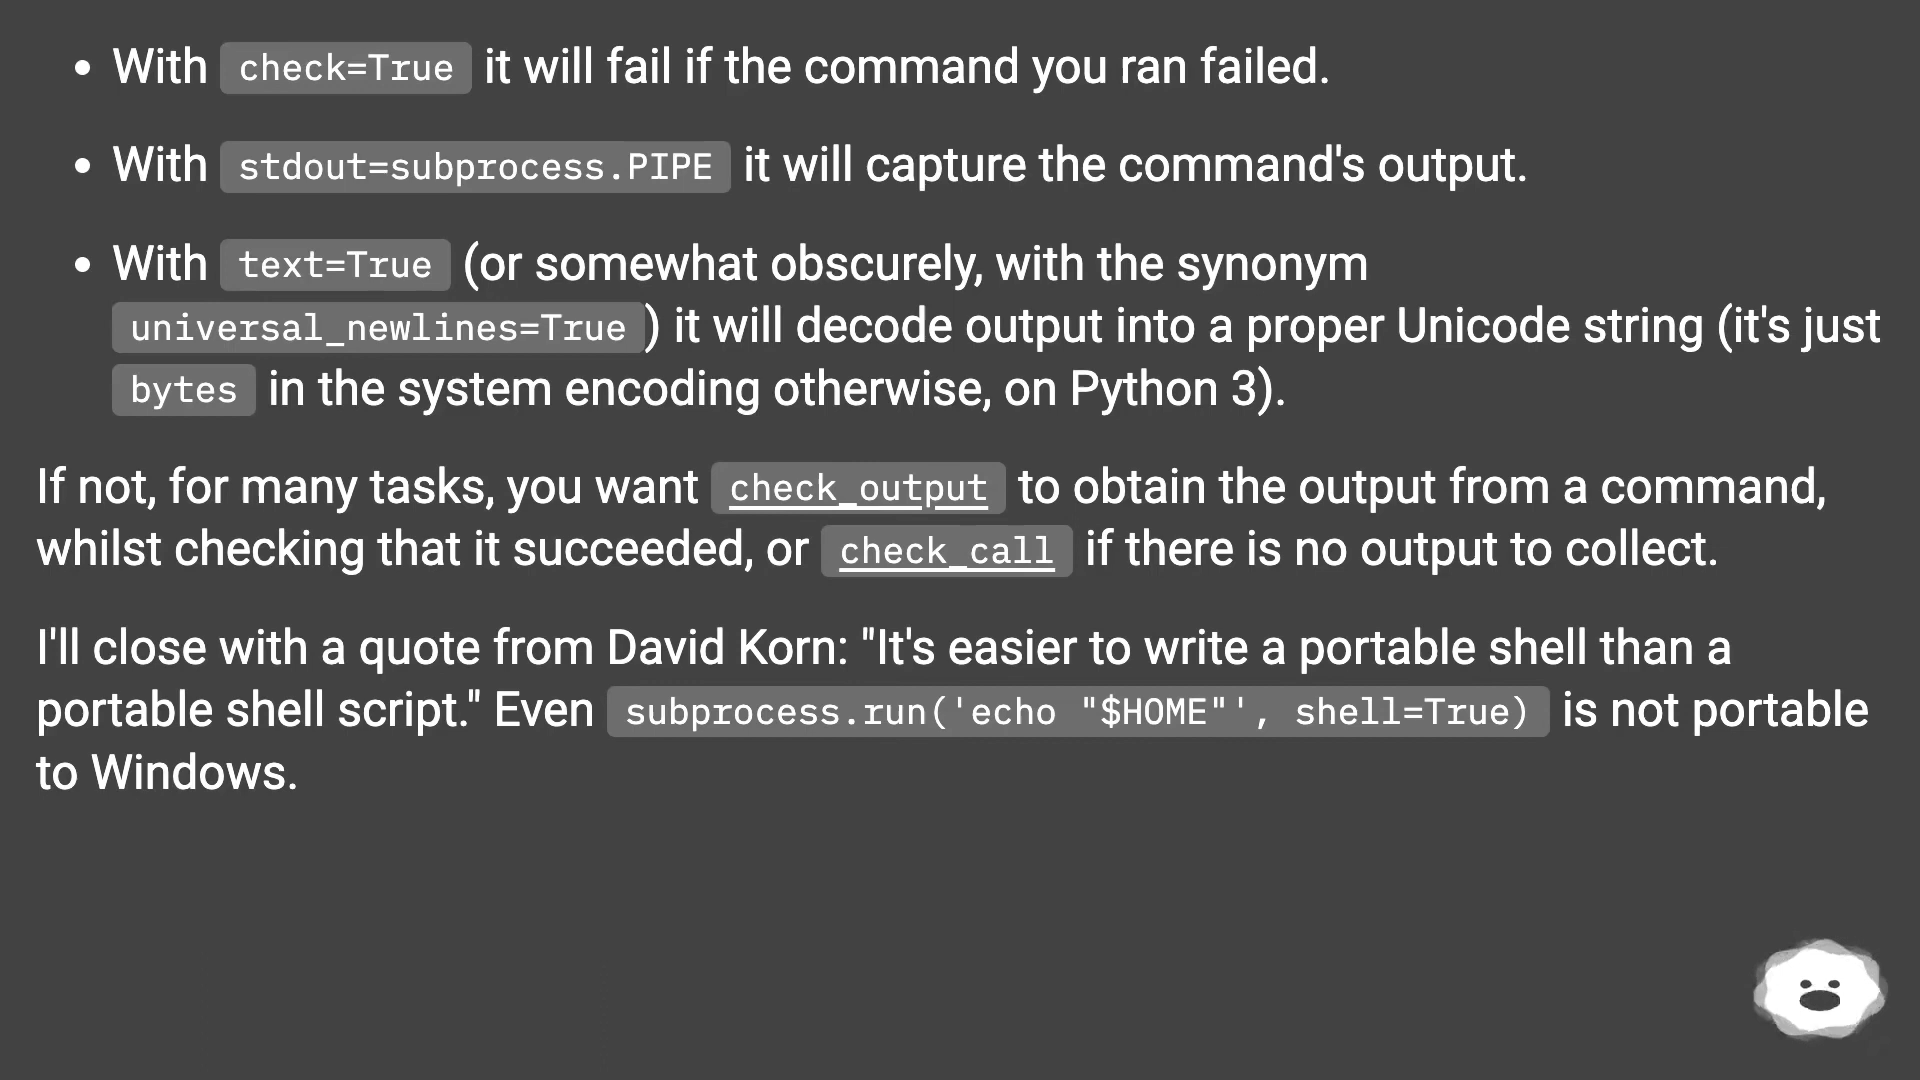 • With check=True it will fail if the command you ran failed.
• With stdout=subprocess.PIPE it will capture the command's output.
• With text=True (or somewhat obscurely, with the synonym
universal_newlines=True) it will decode output into a proper Unicode string (it's just
bytes in the system encoding otherwise, on Python 3).
If not, for many tasks, you want check_output to obtain the output from a command,
whilst checking that it succeeded, or check_call if there is no output to collect.
I'll close with a quote from David Korn: "It's easier to write a portable shell than a
portable shell script." Even subprocess.run('echo "$HOME"', shell=True) is not portable
to Windows.